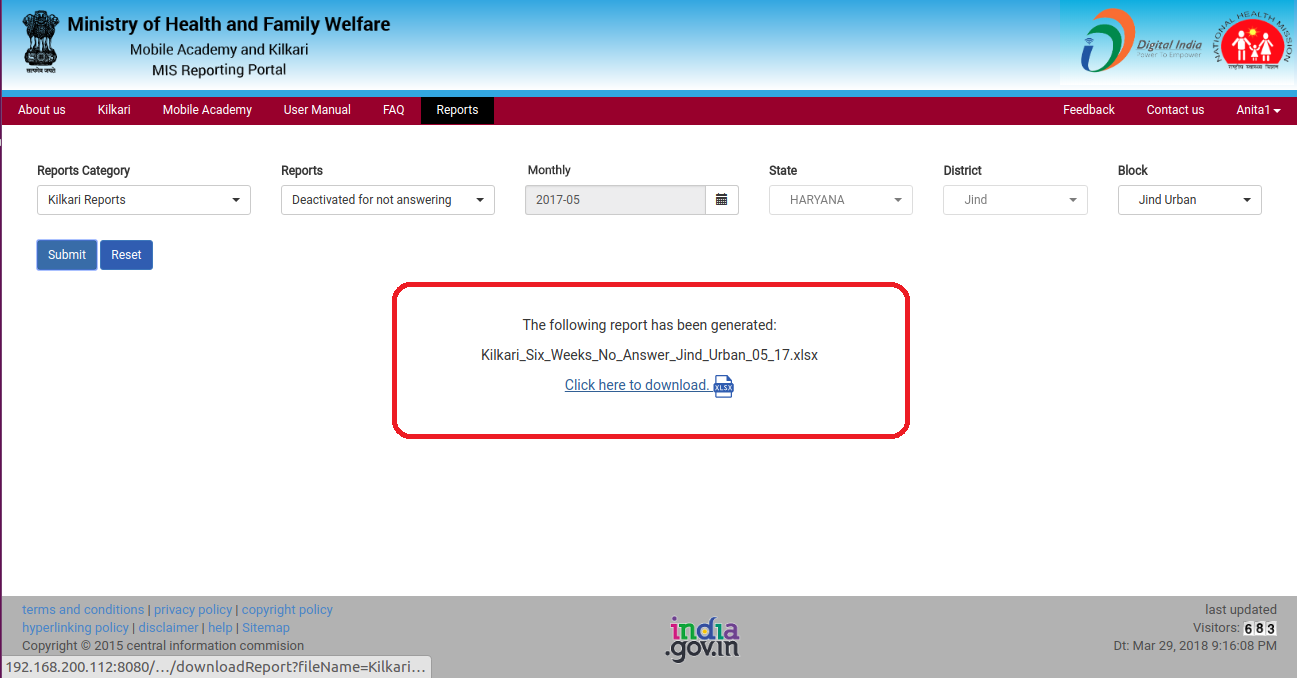 Ministry of Health and Family Welfare
Mobile Academy and Kilkari
MIS Reporting Portal
सत्यमेव जयते
Digital India
Power To Empower
NATIONAL HEALTH MISSION
राष्ट्रीय स्वास्थ्य मिशन
About us Kilkari Mobile Academy User Manual FAQ Reports Feedback Contact us Anita1
Reports Category Reports Monthly State District Block
Kilkari Reports Deactivated for not answering 2017-05 HARYANA Jind Jind Urban
Submit Reset
The following report has been generated:
Kilkari_Six_Weeks_No_Answer_Jind_Urban_05_17.xlsx
Click here to download. XLSX
terms and conditions | privacy policy | copyright policy
hyperlinking policy | disclaimer | help | Sitemap
Copyright © 2015 central information commision
192.168.200.112:8080/…/downloadReport?fileName=Kilkari…
india
.gov.in
last updated
Visitors: 683
Dt: Mar 29, 2018 9:16:08 PM